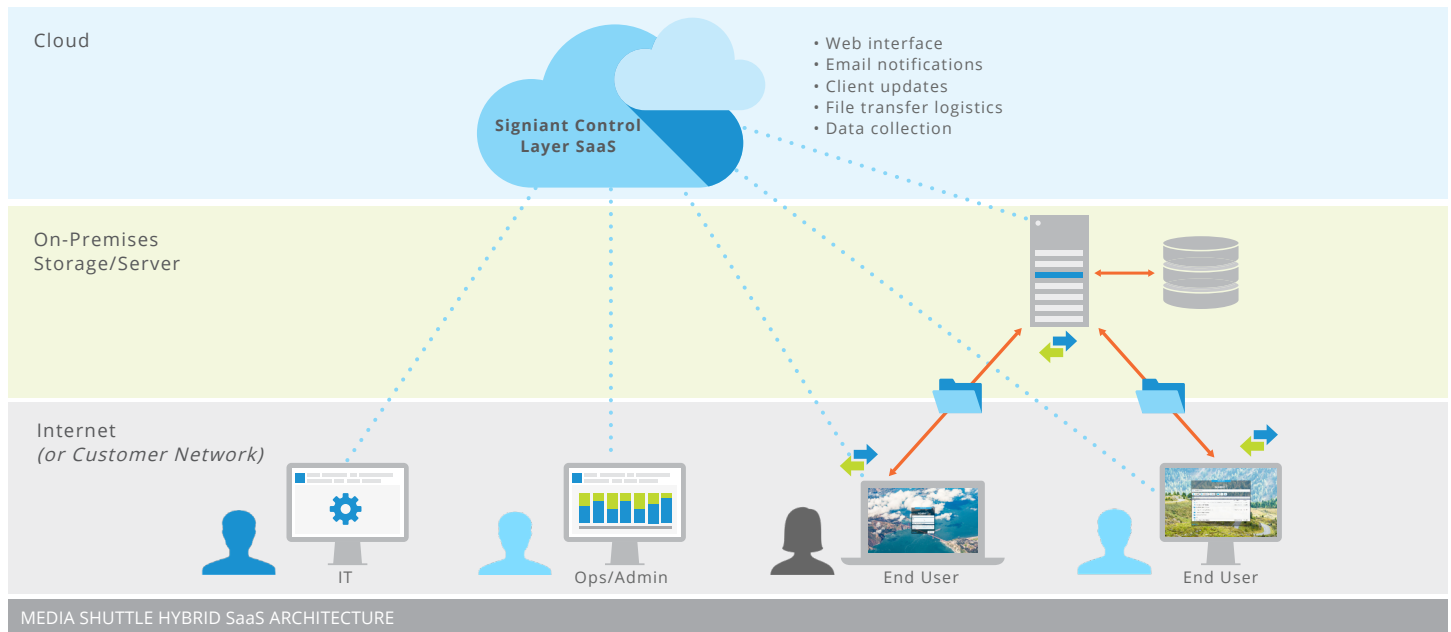 Cloud
Signiant Control
Layer SaaS
• Web interface
• Email notifications
• Client updates
• File transfer logistics
• Data collection
On-Premises
Storage/Server
Internet
(or Customer Network)
IT
Ops/Admin
End User
End User
MEDIA SHUTTLE HYBRID SaaS ARCHITECTURE